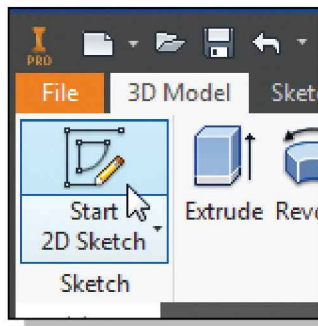 I
PRO
File 3D Model Sket
Start
2D Sketch
Extrude Revo
Sketch